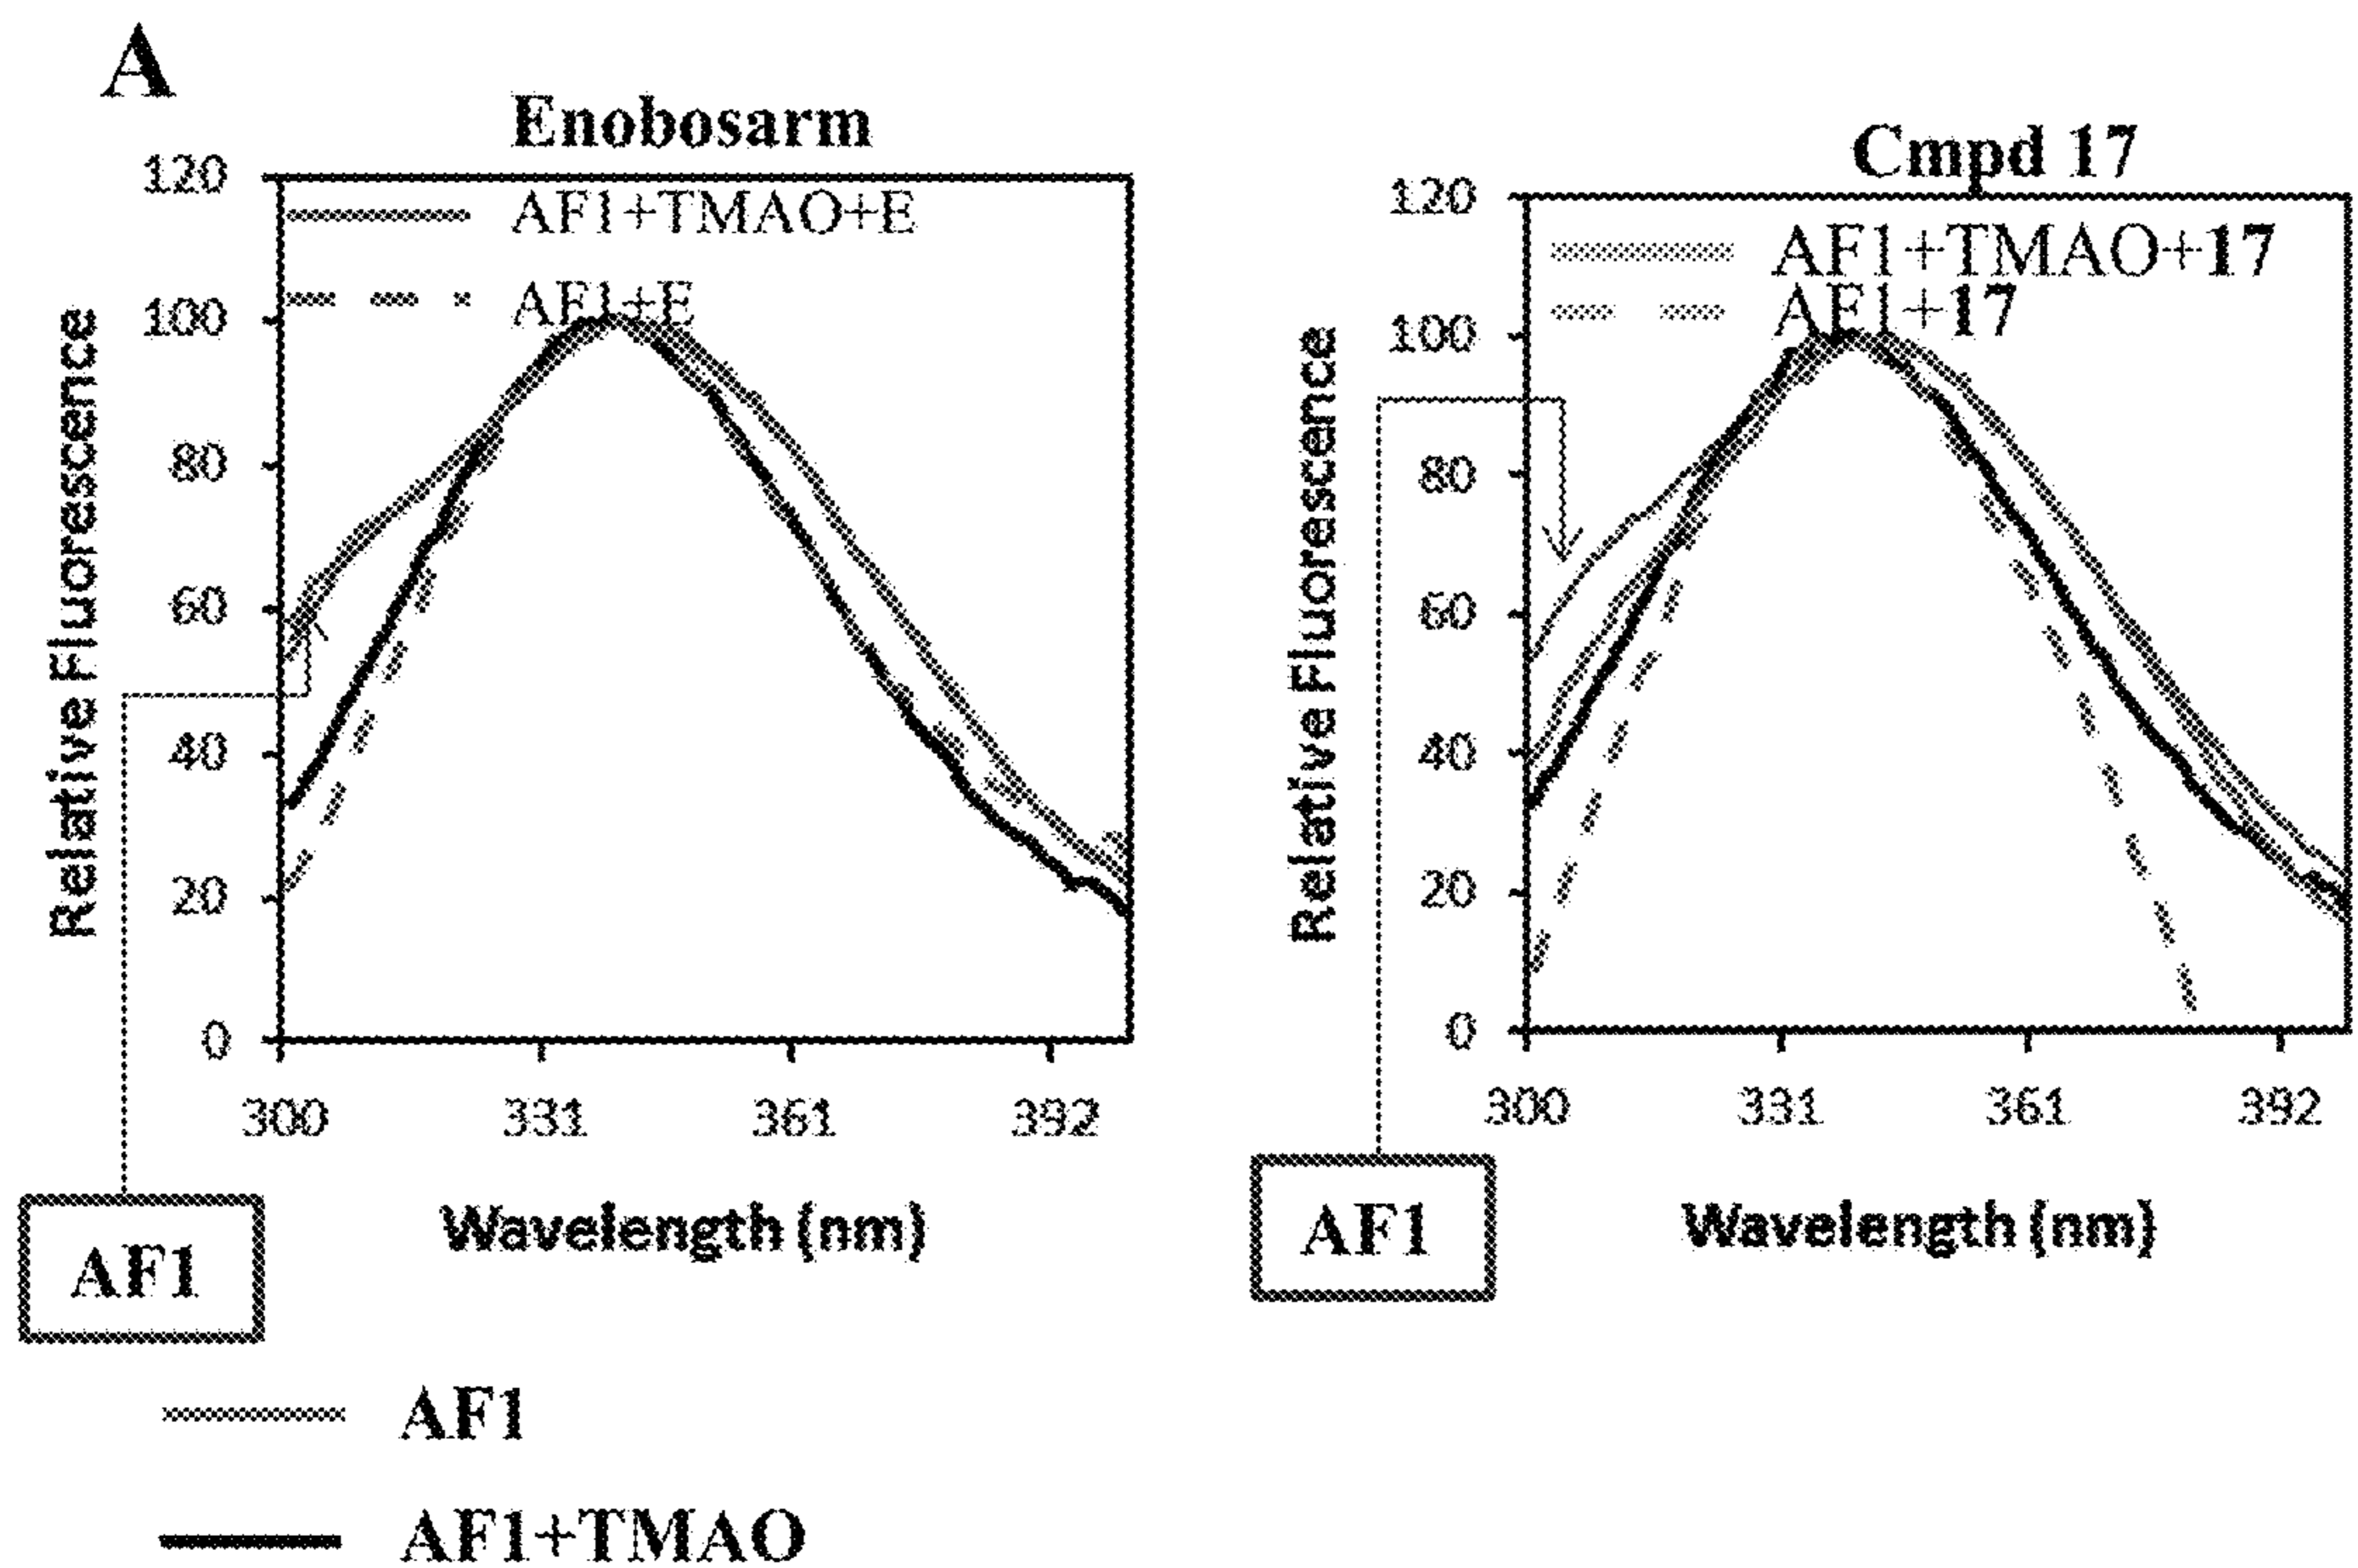 A
Enobosarm
120
AF1+TMAO+E
AF1+E
100
80
60
40
20
0
Relative Fluorescence
300 331 361 392
Wavelength (nm)
AF1
Cmpd 17
120
AF1+TMAO+17
AF1+17
100
80
60
40
20
0
Relative Fluorescence
300 331 361 392
Wavelength (nm)
AF1
AF1
AF1+TMAO